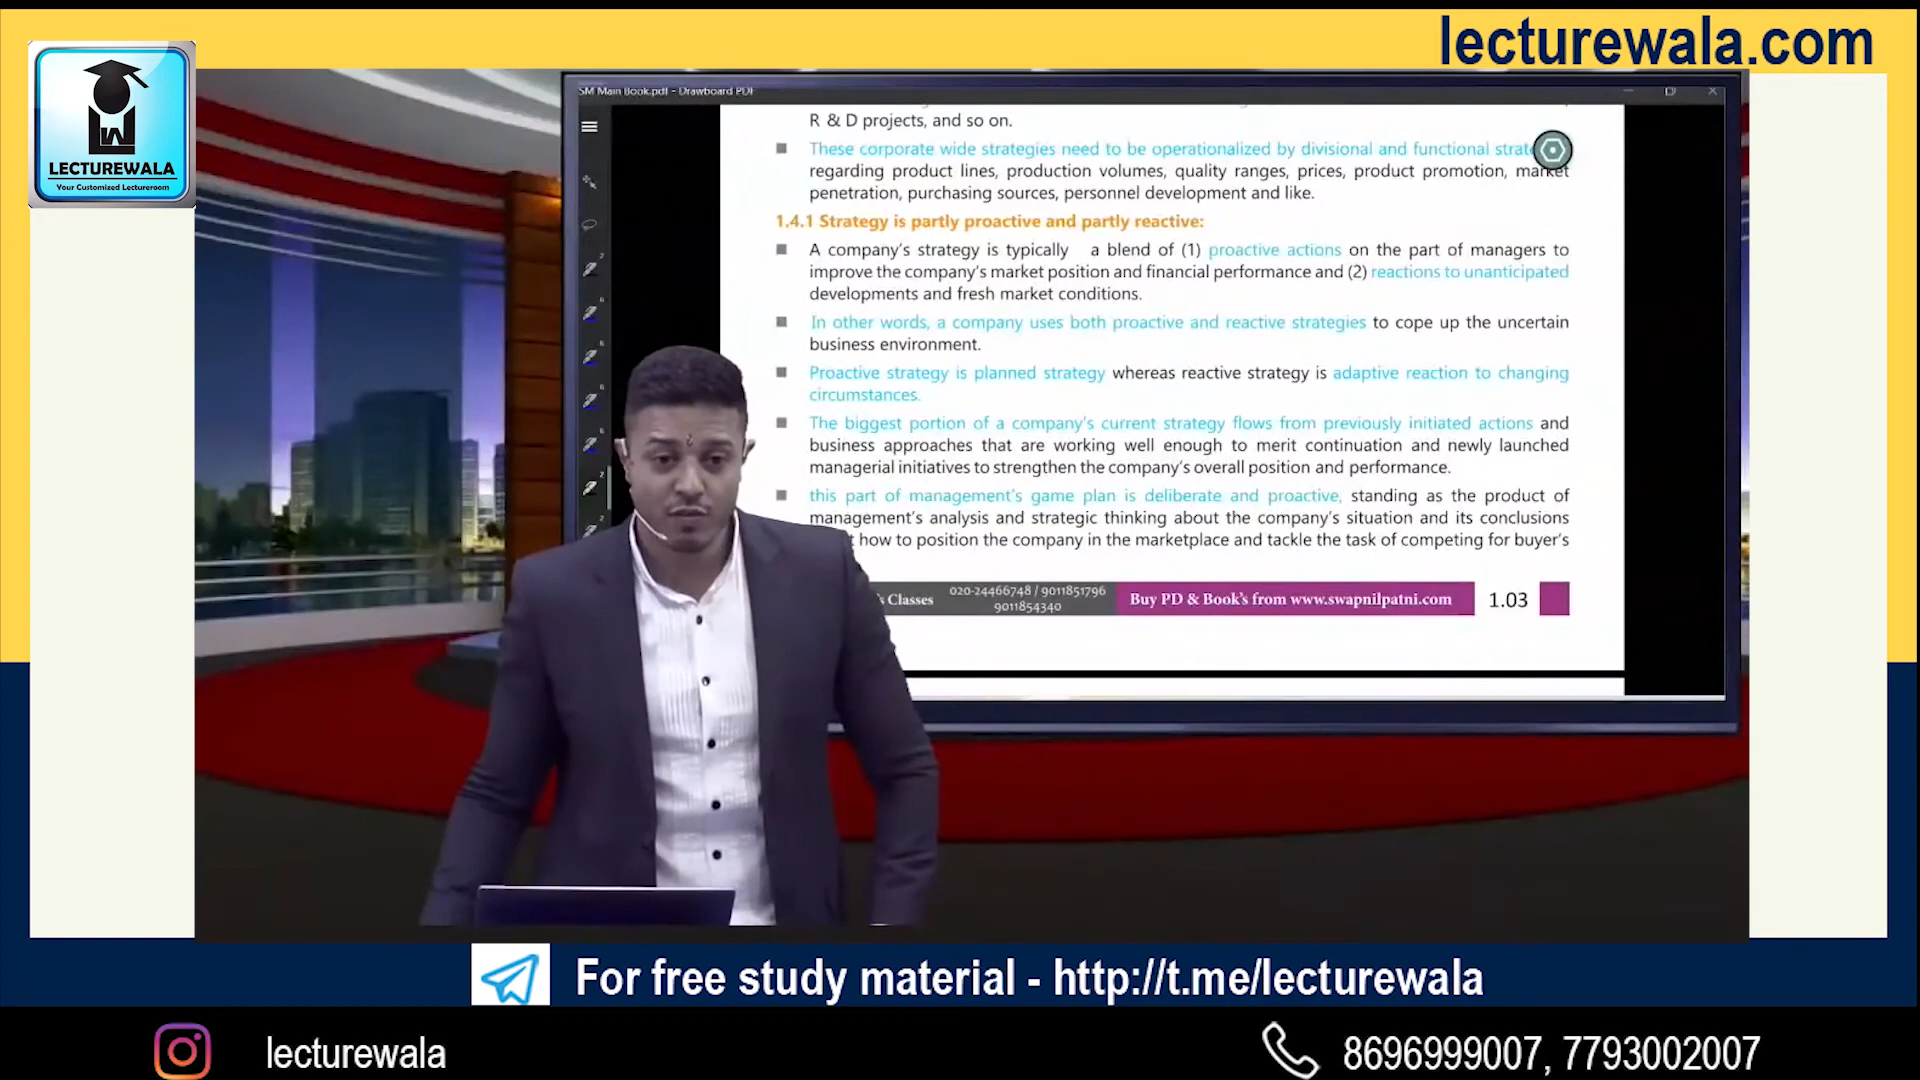 lecturewala.com
LW
LECTUREWALA
Your Customized Lectureroom
SM Main Book.pdf - Drawboard PDF
R & D projects, and so on.
These corporate wide strategies need to be operationalized by divisional and functional
regarding product lines, production volumes, quality ranges, prices, product promotion, market
penetration, purchasing sources, personnel development and like.
1.4.1 Strategy is partly proactive and partly reactive:
A company's strategy is typically a blend of (1) proactive actions on the part of managers to
improve the company's market position and financial performance and (2) reactions to unanticipated
developments and fresh market conditions.
In other words, a company uses both proactive and reactive strategies to cope up the uncertain
business environment.
Proactive strategy is planned strategy whereas reactive strategy is adaptive reaction to changing
circumstances.
The biggest portion of a company's current strategy flows from previously initiated actions and
business approaches that are working well enough to merit continuation and newly launched
managerial initiatives to strengthen the company's overall position and performance.
this part of management's game plan is deliberate and proactive, standing as the product of
management's analysis and strategic thinking about the company's situation and its conclusions
how to position the company in the marketplace and tackle the task of competing for buyer's
Classes 020-24466748 / 9011851796 Buy PD & Book's from www.swapnilpatni.com 1.03
9011854340
For free study material - http://t.me/lecturewala
lecturewala 8696999007, 7793002007